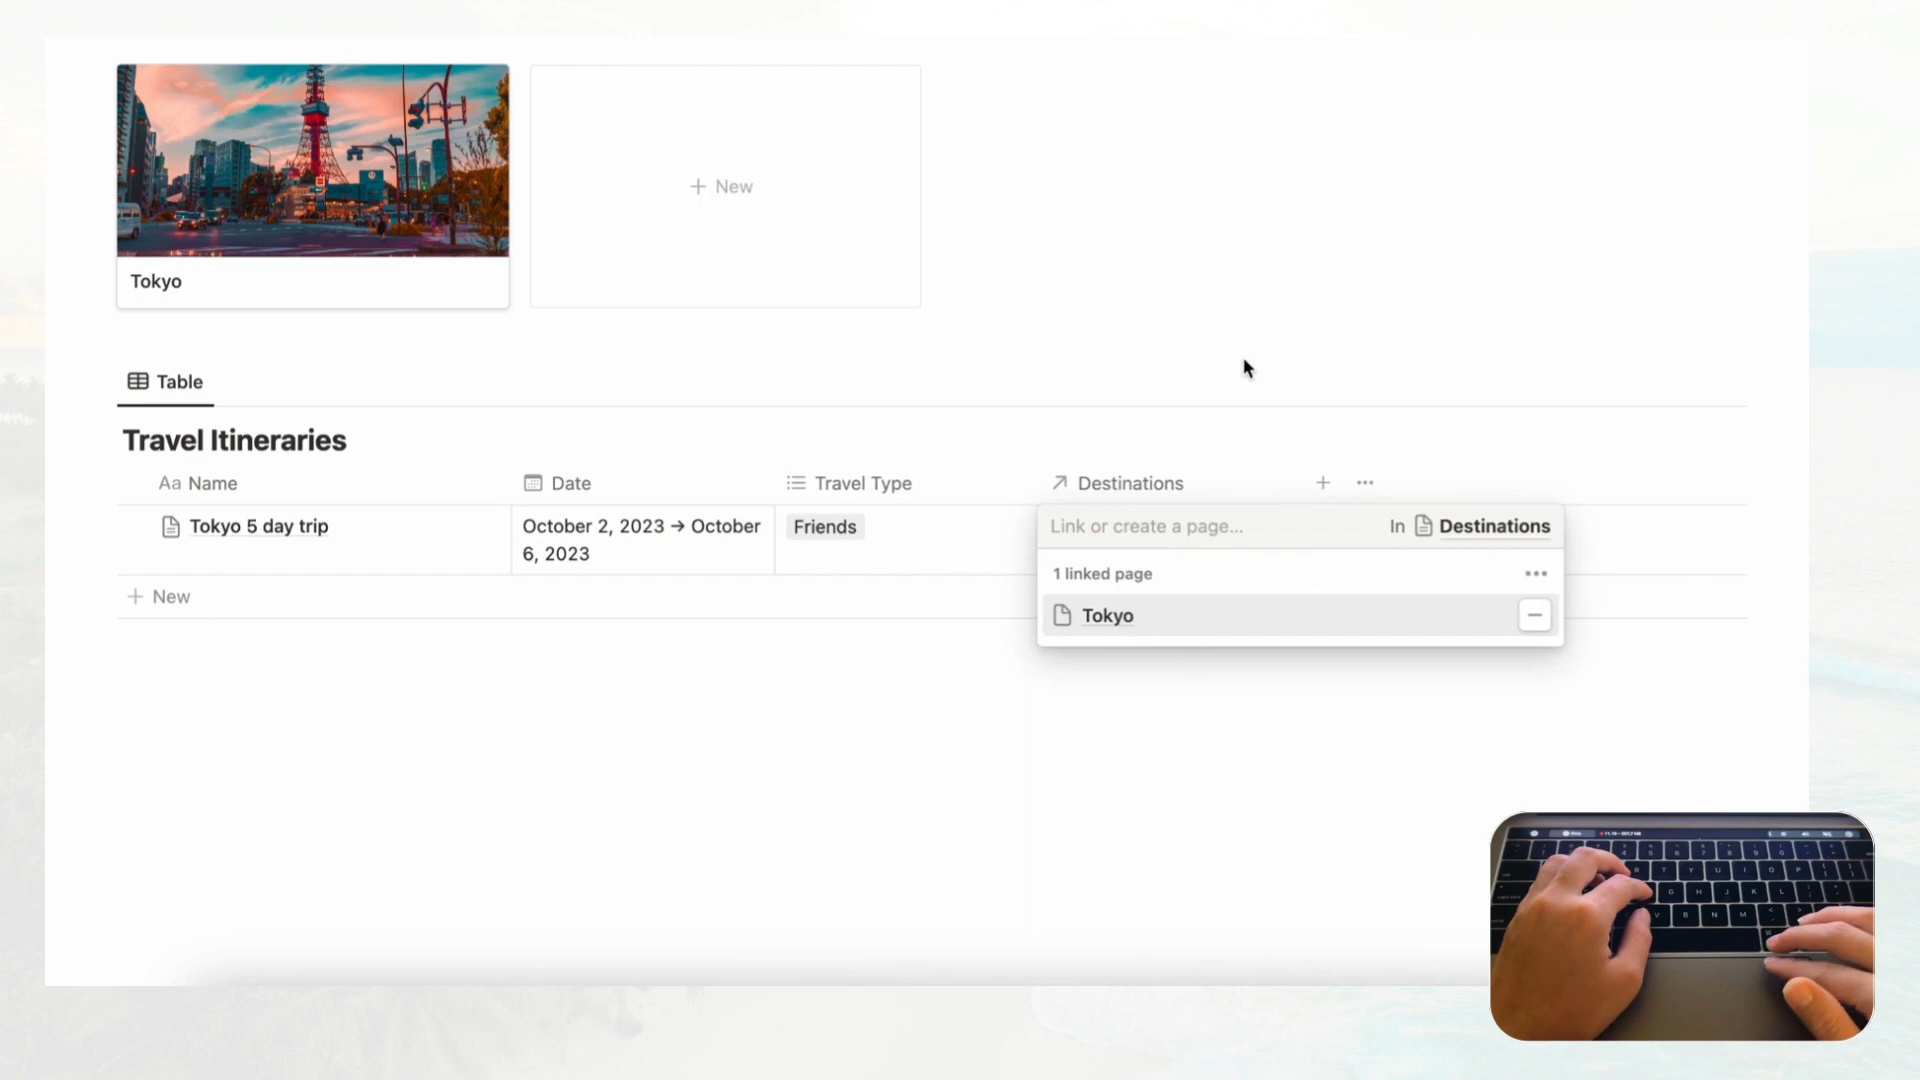 New
Tokyo
Table
Travel Itineraries
Aa Name
Date
Travel Type
Destinations
Tokyo 5 day trip
October 2, 2023 → October
6, 2023
Friends
Link or create a page...
In Destinations
1 linked page
Tokyo
New